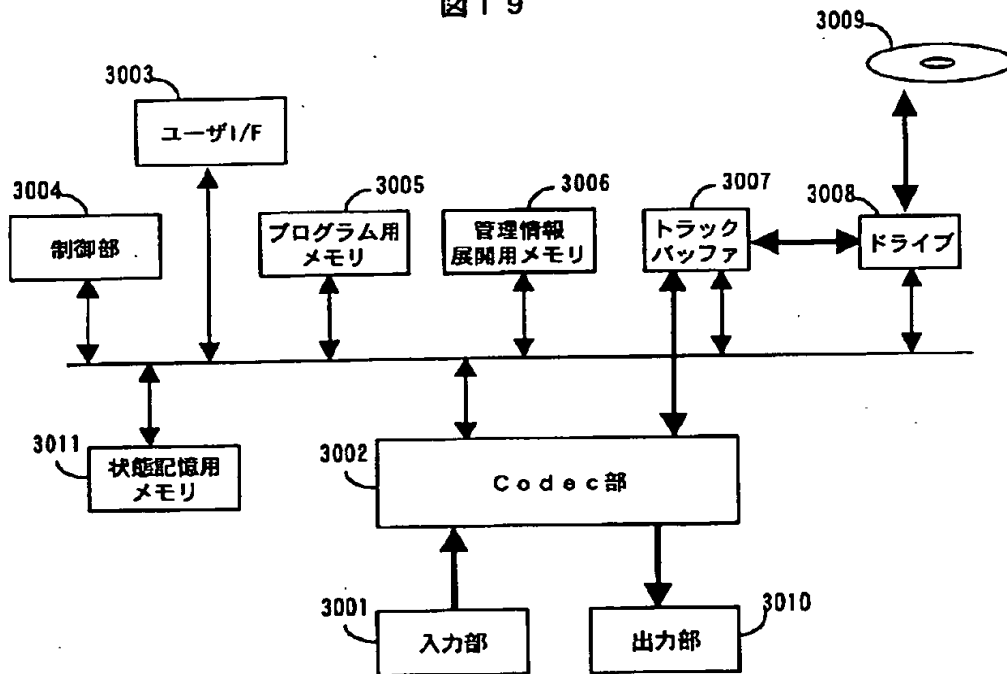 図19
3009
3003
ユーザI/F
3004
制御部
3005
プログラム用
メモリ
3006
管理情報
展開用メモリ
3007
トラック
バッファ
3008
ドライブ
3011
状態記憶用
メモリ
3002
Codec部
3001
入力部
3010
出力部